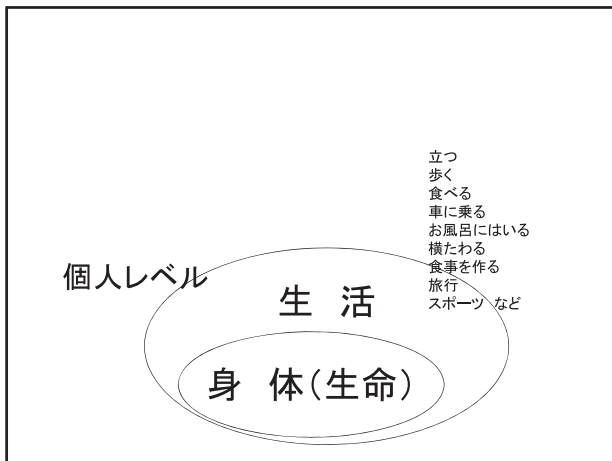 立つ
歩く
食べる
車に乗る
お風呂にはいる
横たわる
食事を作る
旅行
スポーツ など
個人レベル
生 活
身 体(生命)